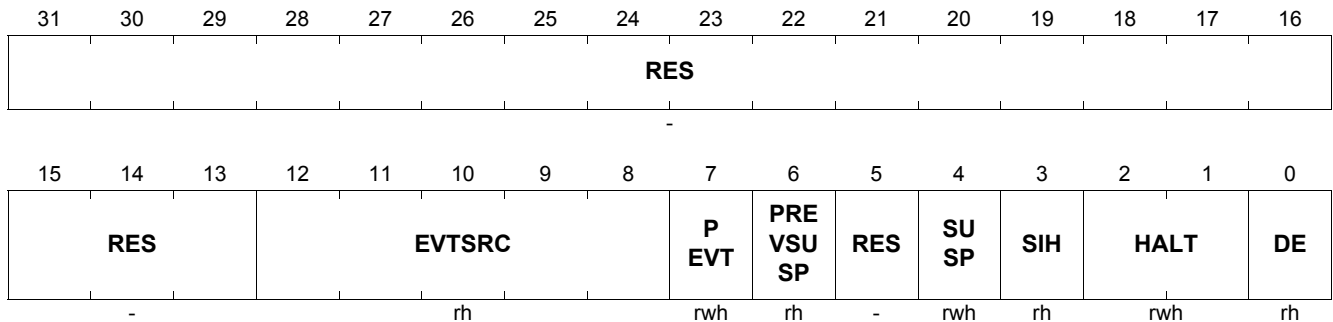 31 30 29 28 27 26 25 24 23 22 21 20 19 18 17 16
RES
-
15 14 13 12 11 10 9 8 7 6 5 4 3 2 1 0
RES EVTSRC P EVT PRE VSU SP RES SU SP SIH HALT DE
- rh rwh rh - rwh rh rwh rh